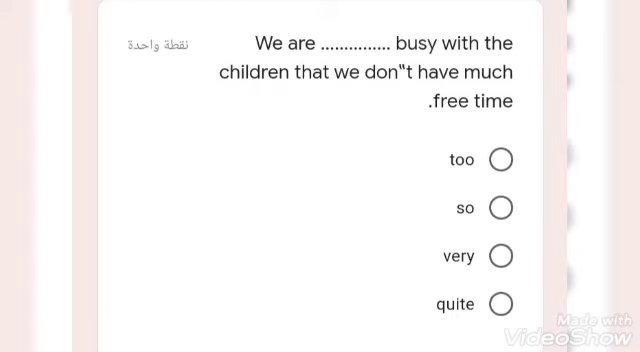 We are ............... busy with the
نقطة واحدة
children that we don"t have much
.free time
too
so
very
quite
Made with
VideoShow